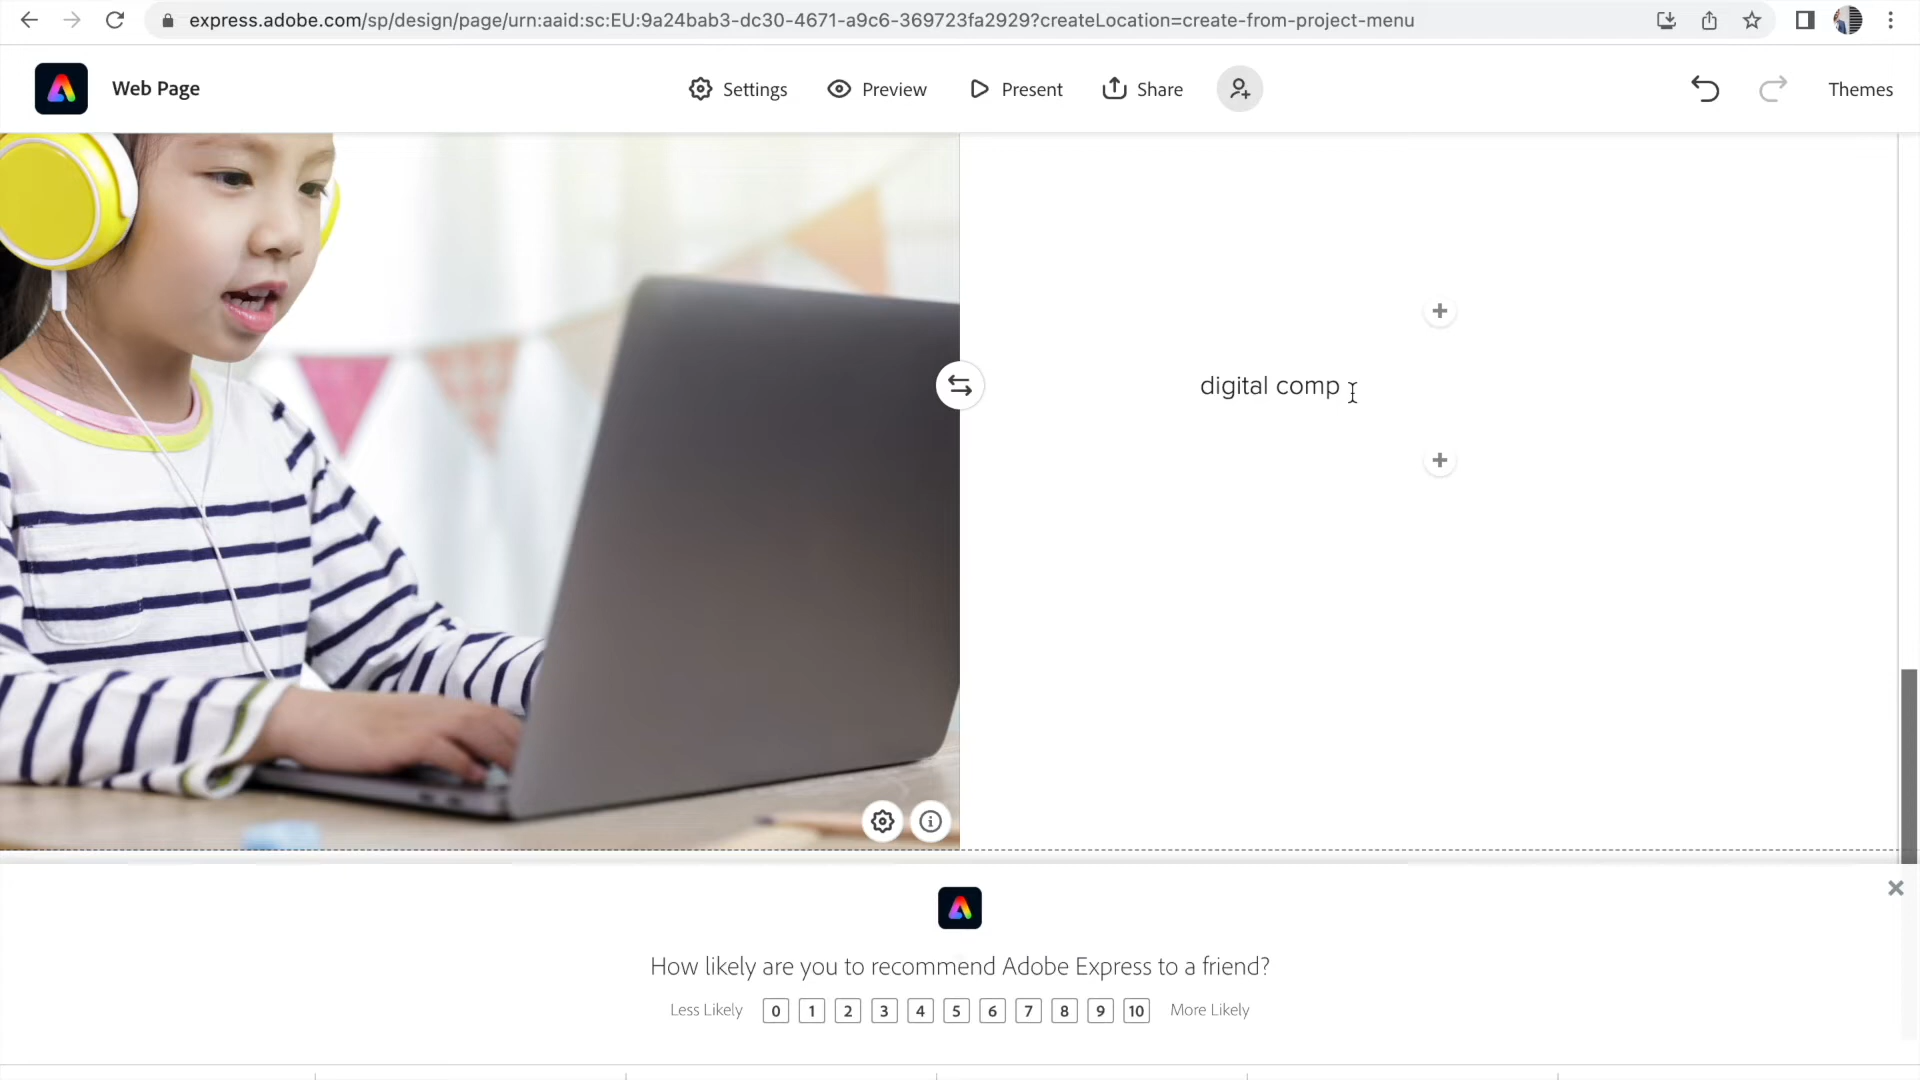 express.adobe.com/sp/design/page/urn:aaid:sc:EU:9a24bab3-dc30-4671-a9c6-369723fa2929?createLocation=create-from-project-menu
Web Page
Settings
Preview
Present
Share
Themes
digital comp
How likely are you to recommend Adobe Express to a friend?
Less Likely 0 1 2 3 4 5 6 7 8 9 10 More Likely